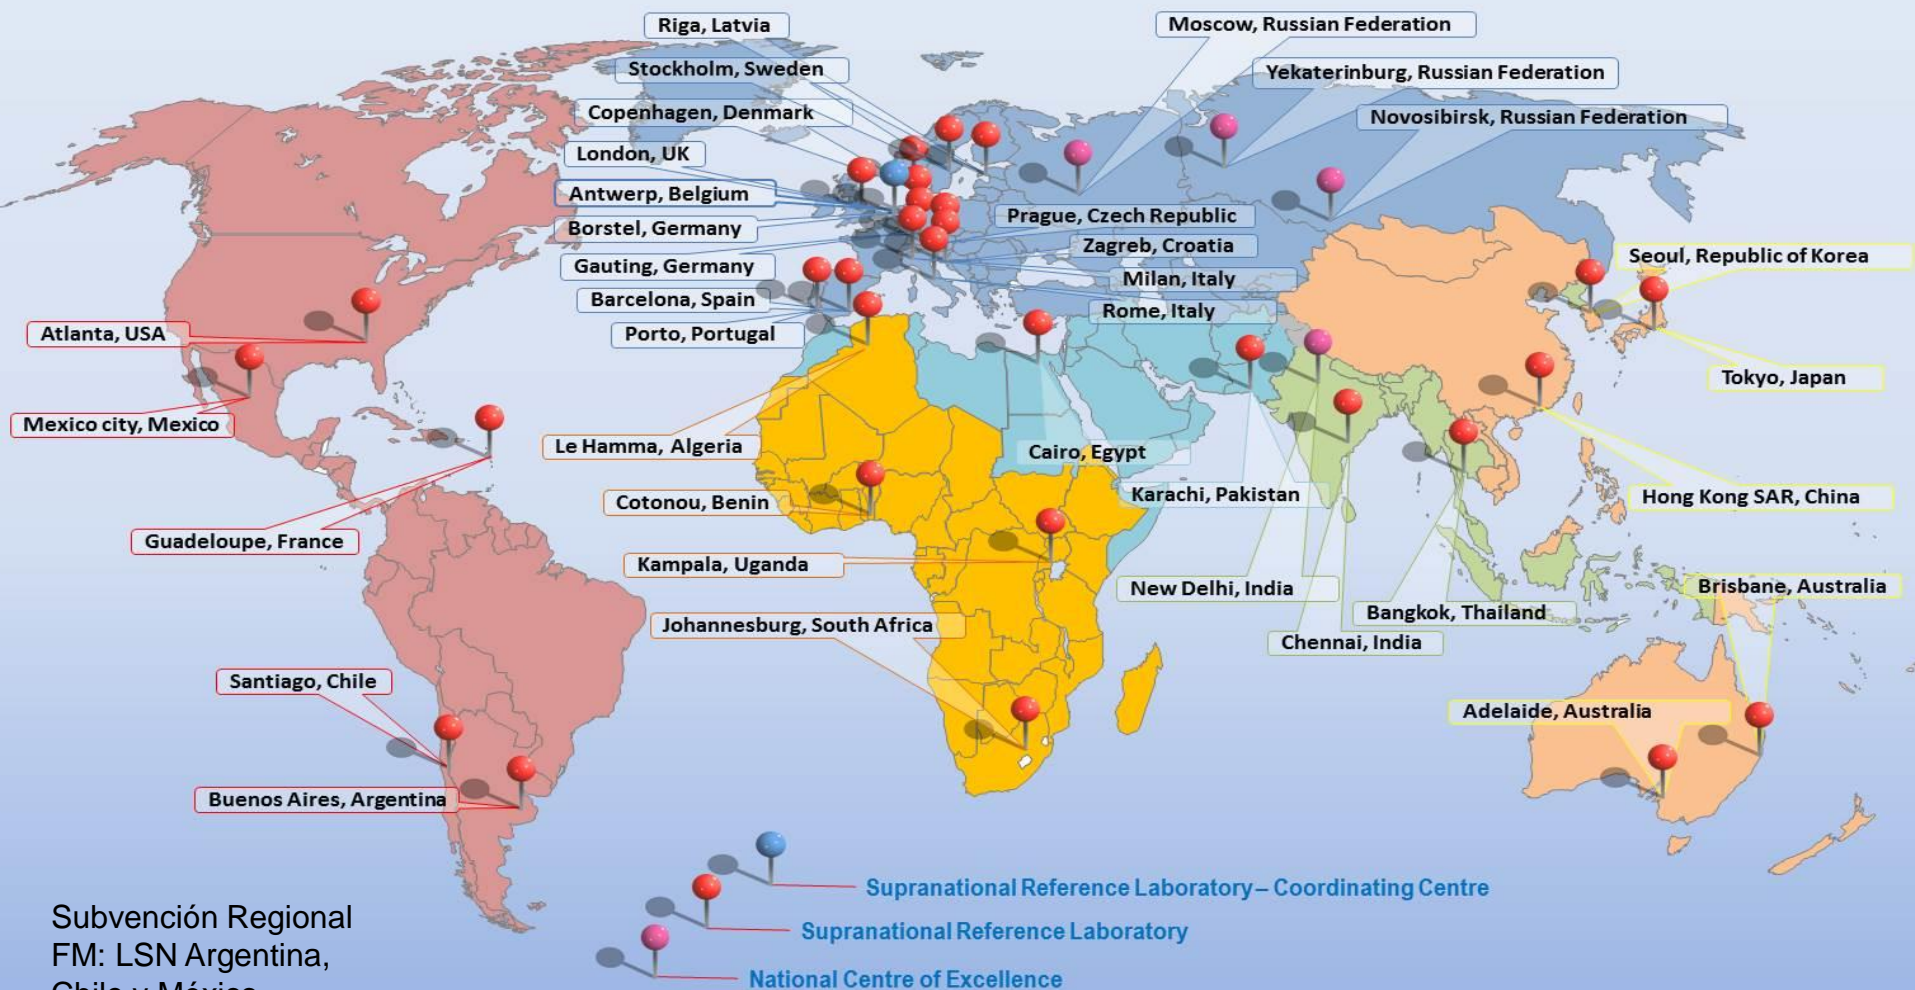 Riga, Latvia
Stockholm, Sweden
Copenhagen, Denmark
London, UK
Antwerp, Belgium
Borstel, Germany
Gauting, Germany
Barcelona, Spain
Porto, Portugal
Moscow, Russian Federation
Yekaterinburg, Russian Federation
Novosibirsk, Russian Federation
Prague, Czech Republic
Zagreb, Croatia
Milan, Italy
Rome, Italy
Seoul, Republic of Korea
Tokyo, Japan
Hong Kong SAR, China
Atlanta, USA
Mexico city, Mexico
Guadeloupe, France
Le Hamma, Algeria
Cotonou, Benin
Kampala, Uganda
Johannesburg, South Africa
Cairo, Egypt
Karachi, Pakistan
New Delhi, India
Bangkok, Thailand
Chennai, India
Brisbane, Australia
Adelaide, Australia
Santiago, Chile
Buenos Aires, Argentina
Supranational Reference Laboratory – Coordinating Centre
Supranational Reference Laboratory
National Centre of Excellence
Subvención Regional
FM: LSN Argentina,
Chile y México